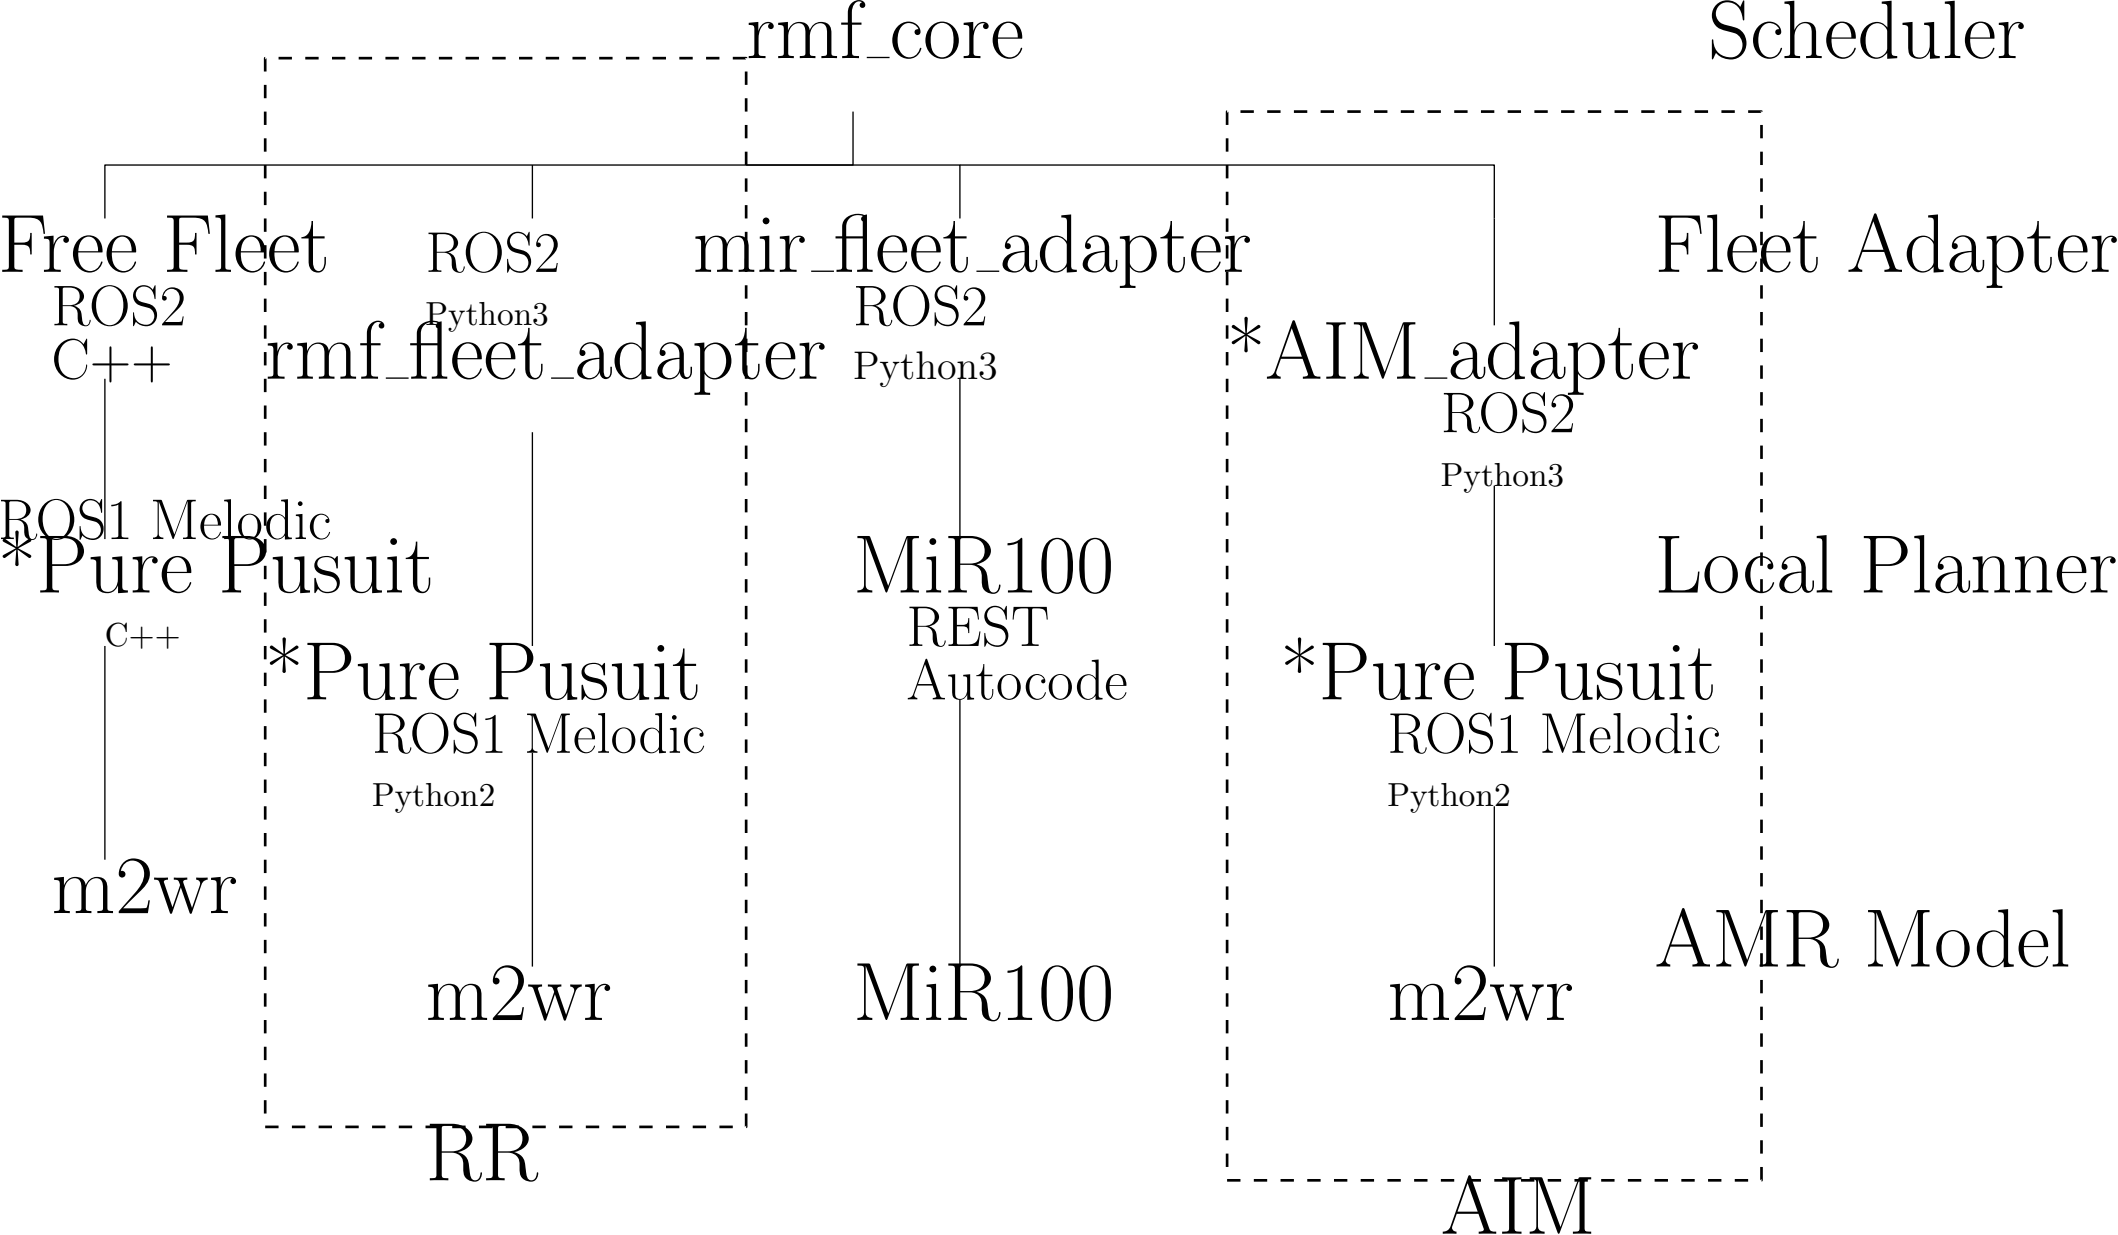 rmf_core
Scheduler
Free Fleet
ROS2
C++
ROS2
Python3
rmf_fleet_adapter
mir_fleet_adapter
ROS2
Python3
*AIM_adapter
ROS2
Python3
Fleet Adapter
ROS1 Melodic
*Pure Pusuit
C++
*Pure Pusuit
ROS1 Melodic
Python2
MiR100
REST
Autocode
*Pure Pusuit
ROS1 Melodic
Python2
Local Planner
m2wr
m2wr
MiR100
m2wr
AMR Model
RR
AIM